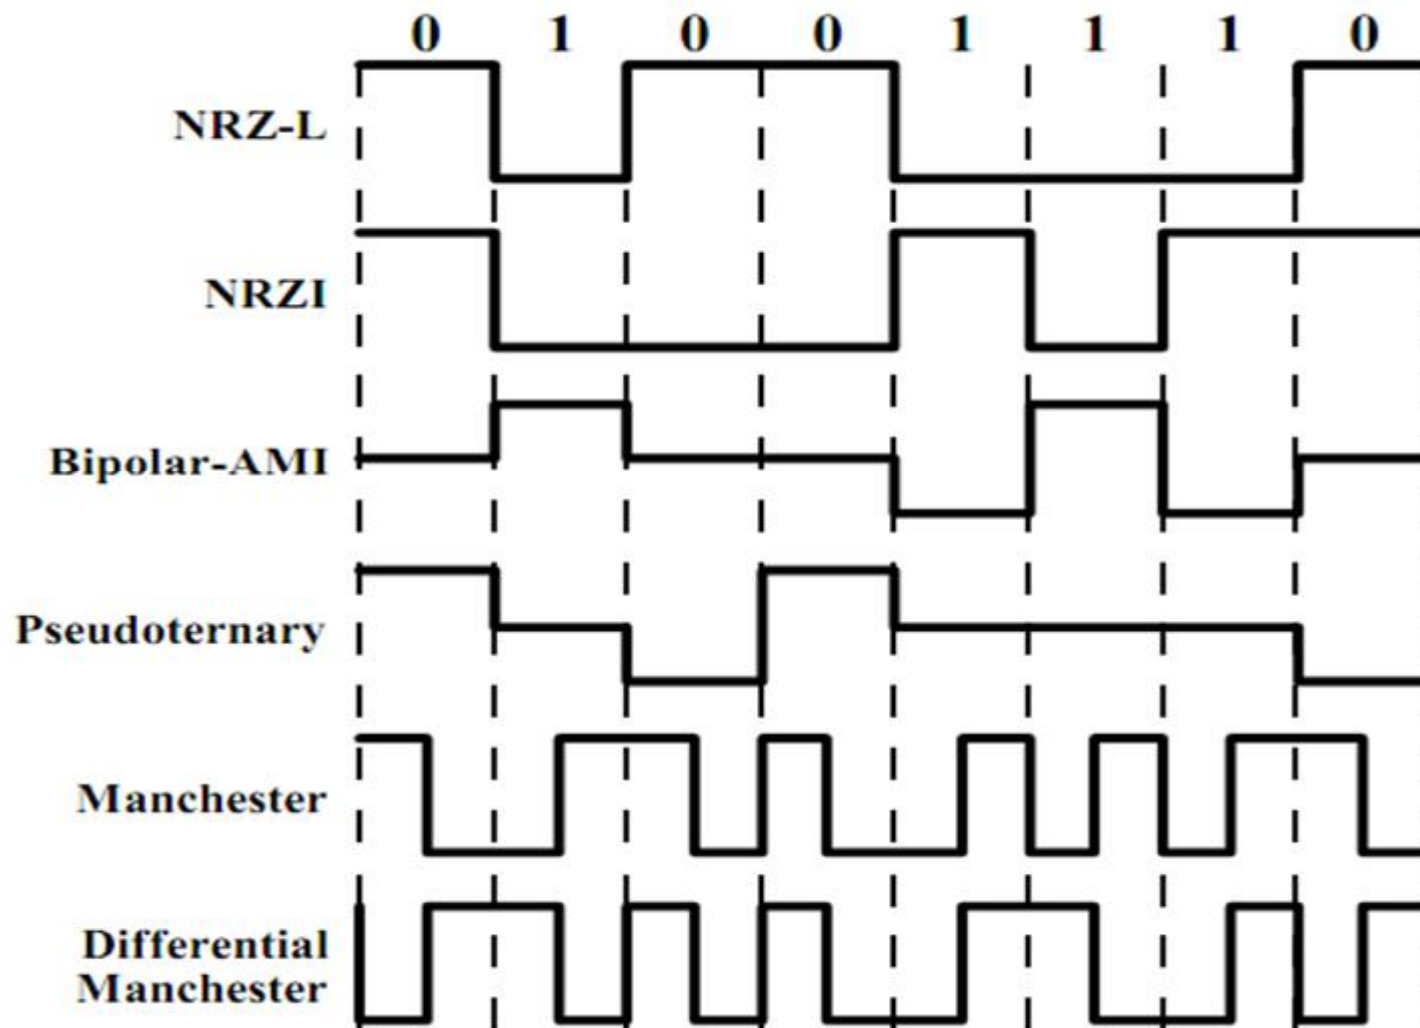 0 1 0 0 1 1 1 0
NRZ-L
NRZI
Bipolar-AMI
Pseudoternary
Manchester
Differential
Manchester